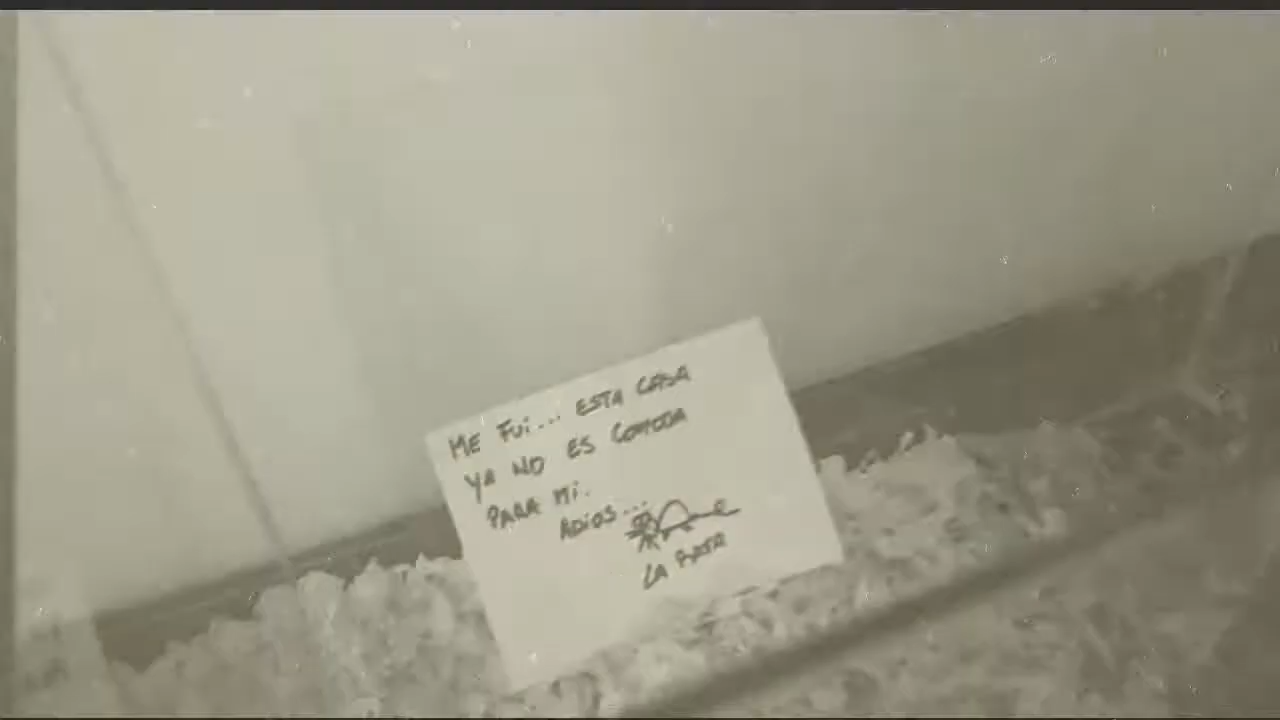 ME FUI... ESTA CASA
YA NO ES COMODA
PARA MI.
ADIOS...
LA RATA